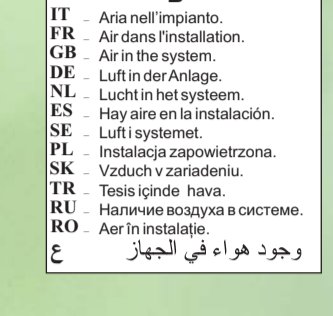 IT - Aria nell'impianto.
FR - Air dans l'installation.
GB - Air in the system.
DE - Luft in der Anlage.
NL - Lucht in het systeem.
ES - Hay aire en la instalación.
SE - Luft i systemet.
PL - Instalacja zapowietrzona.
SK - Vzduch v zariadeniu.
TR - Tesis içinde hava.
RU - Наличие воздуха в системе.
RO - Aer în instalație.
ع وجود هواء في الجهاز